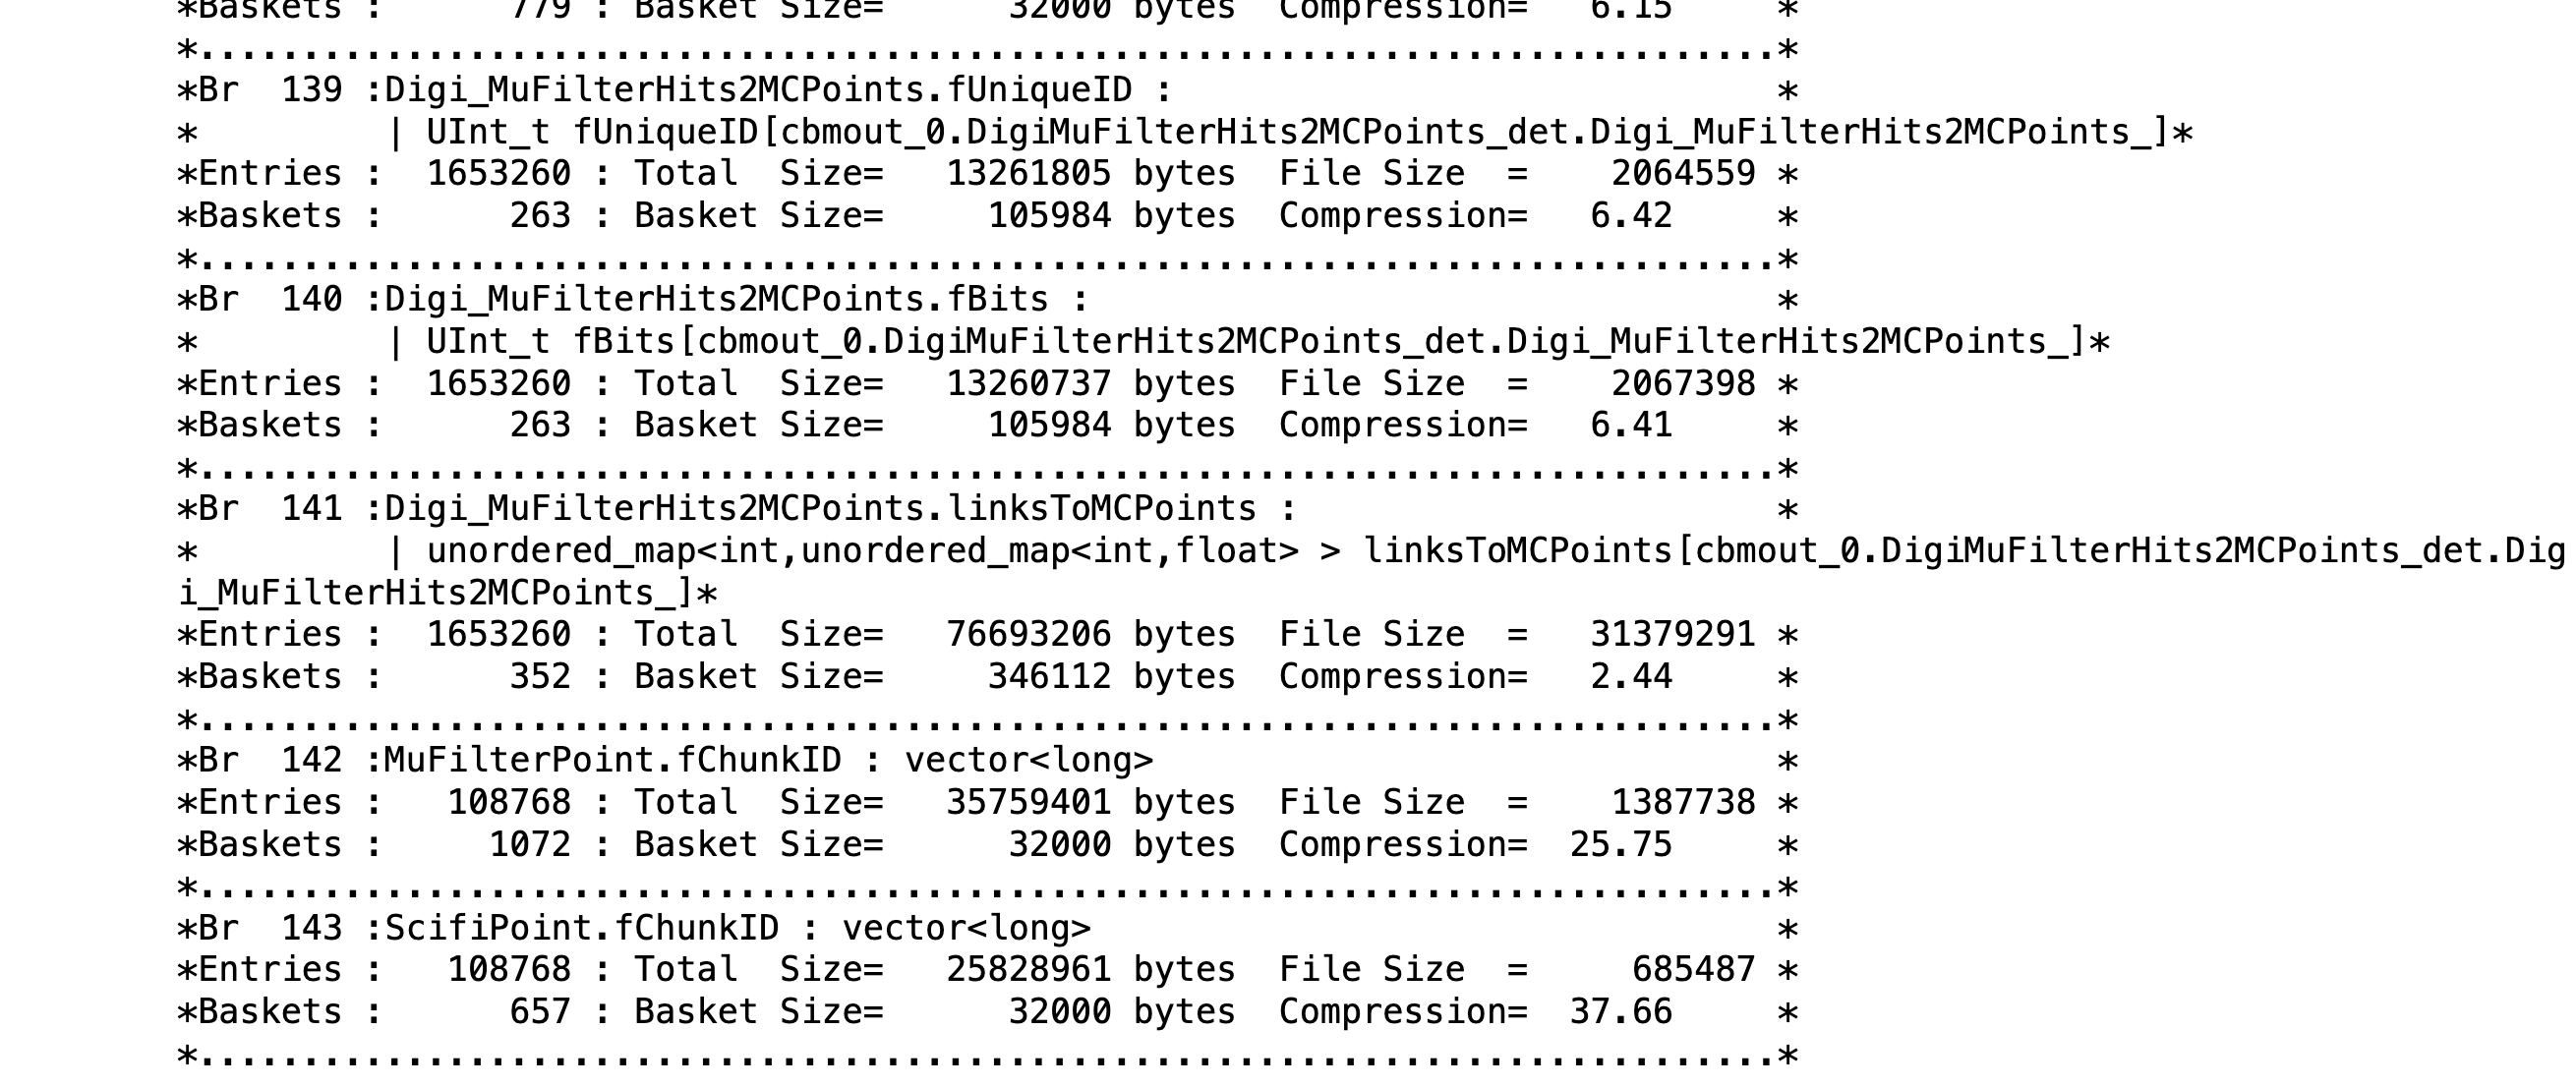 *Baskets :      779 : Basket Size=      32000 bytes  Compression=   6.15     *
*............................................................................*
*Br  139 :Digi_MuFilterHits2MCPoints.fUniqueID :                             *
*         | UInt_t fUniqueID[cbmout_0.DigiMuFilterHits2MCPoints_det.Digi_MuFilterHits2MCPoints_]*
*Entries :  1653260 : Total  Size=   13261805 bytes  File Size  =    2064559 *
*Baskets :      263 : Basket Size=     105984 bytes  Compression=   6.42     *
*............................................................................*
*Br  140 :Digi_MuFilterHits2MCPoints.fBits :                                 *
*         | UInt_t fBits[cbmout_0.DigiMuFilterHits2MCPoints_det.Digi_MuFilterHits2MCPoints_]*
*Entries :  1653260 : Total  Size=   13260737 bytes  File Size  =    2067398 *
*Baskets :      263 : Basket Size=     105984 bytes  Compression=   6.41     *
*............................................................................*
*Br  141 :Digi_MuFilterHits2MCPoints.linksToMCPoints :                       *
*         | unordered_map<int,unordered_map<int,float> > linksToMCPoints[cbmout_0.DigiMuFilterHits2MCPoints_det.Dig
i_MuFilterHits2MCPoints_]*
*Entries :  1653260 : Total  Size=   76693206 bytes  File Size  =   31379291 *
*Baskets :      352 : Basket Size=     346112 bytes  Compression=   2.44     *
*............................................................................*
*Br  142 :MuFilterPoint.fChunkID : vector<long>                              *
*Entries :   108768 : Total  Size=   35759401 bytes  File Size  =    1387738 *
*Baskets :     1072 : Basket Size=      32000 bytes  Compression=  25.75     *
*............................................................................*
*Br  143 :ScifiPoint.fChunkID : vector<long>                                 *
*Entries :   108768 : Total  Size=   25828961 bytes  File Size  =     685487 *
*Baskets :      657 : Basket Size=      32000 bytes  Compression=  37.66     *
*............................................................................*